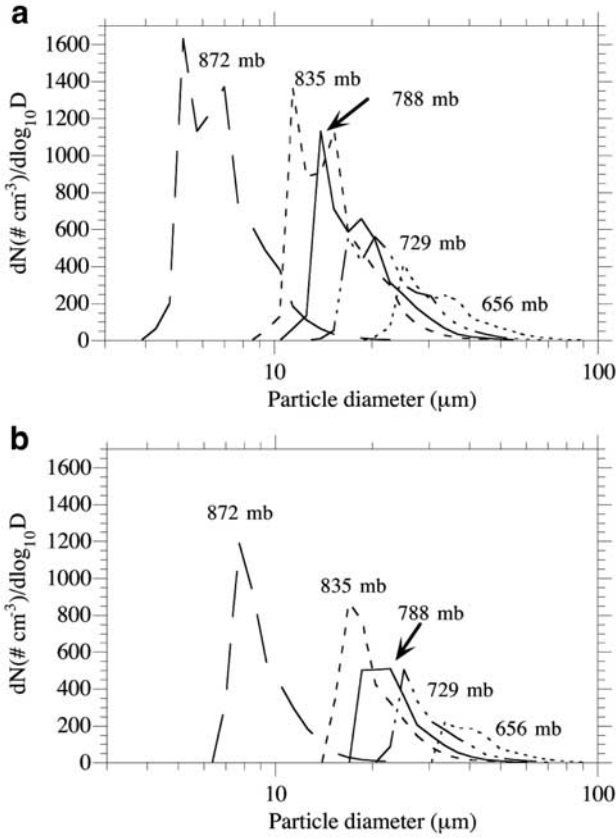 a
1600
1400
1200
1000
800
600
400
200
0
dN(# cm-3)/dlog10D
872 mb
835 mb
788 mb
729 mb
656 mb
10
100
Particle diameter (μm)
b
1600
1400
1200
1000
800
600
400
200
0
dN(# cm-3)/dlog10D
872 mb
835 mb
788 mb
729 mb
656 mb
10
100
Particle diameter (μm)